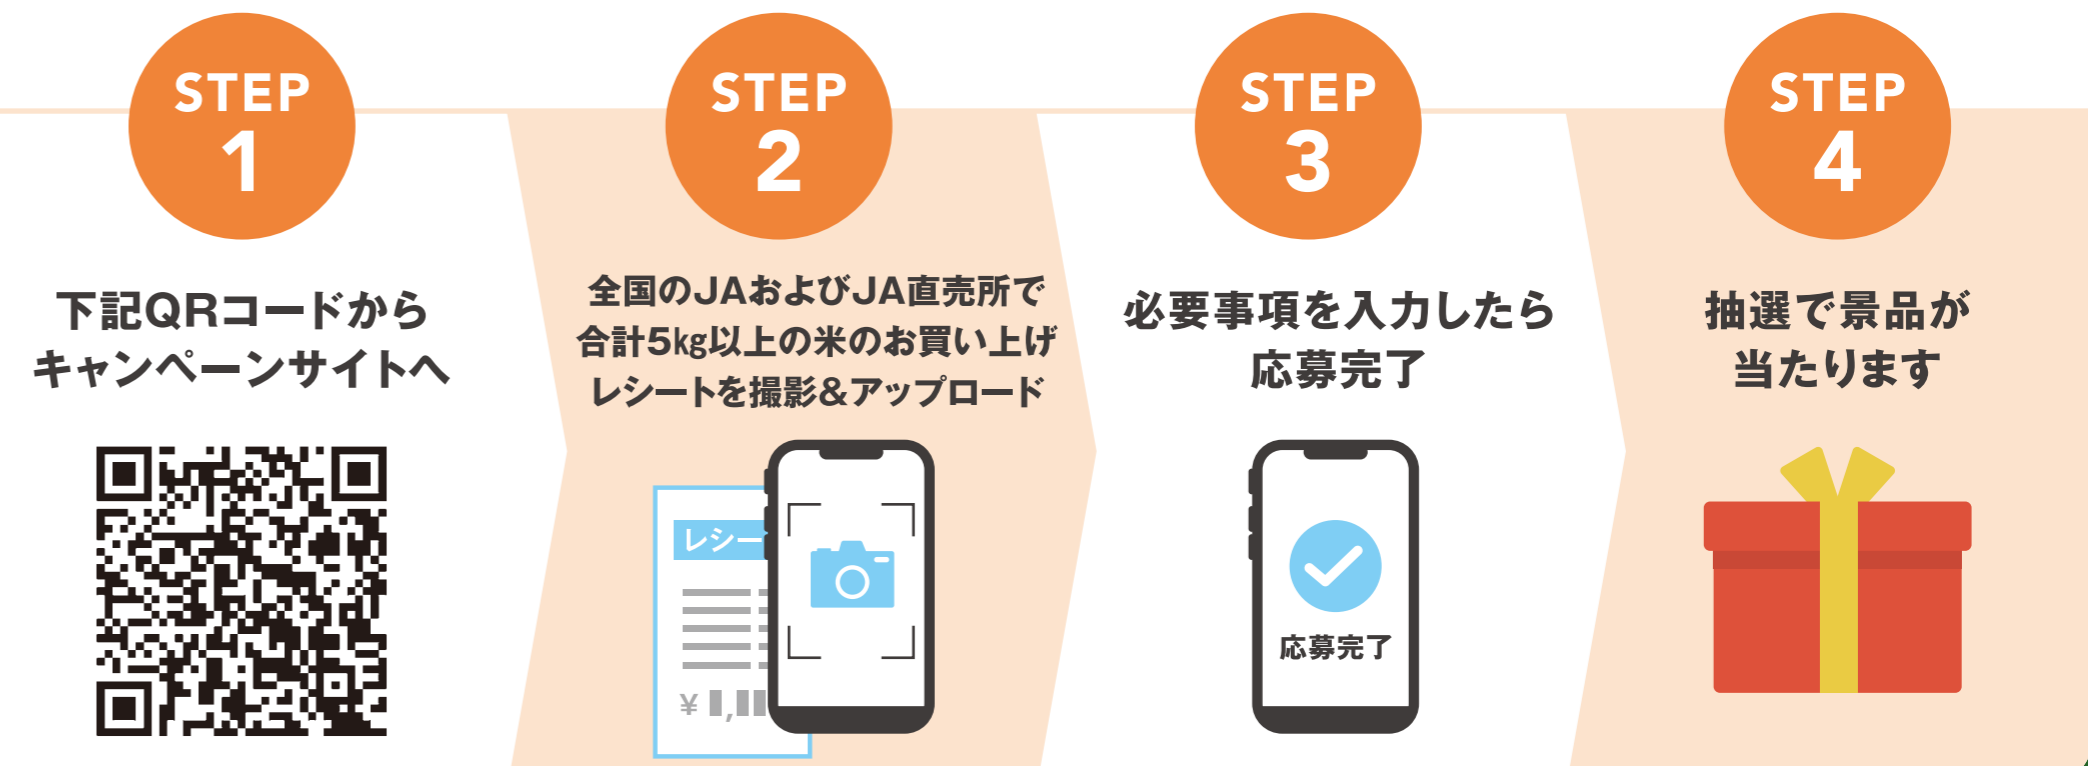 STEP
1
下記QRコードから
キャンペーンサイトへ
STEP
2
全国のJAおよびJA直売所で
合計5kg以上の米のお買い上げ
レシートを撮影&アップロード
レシー
¥
STEP
3
必要事項を入力したら
応募完了
応募完了
STEP
4
抽選で景品が
当たります